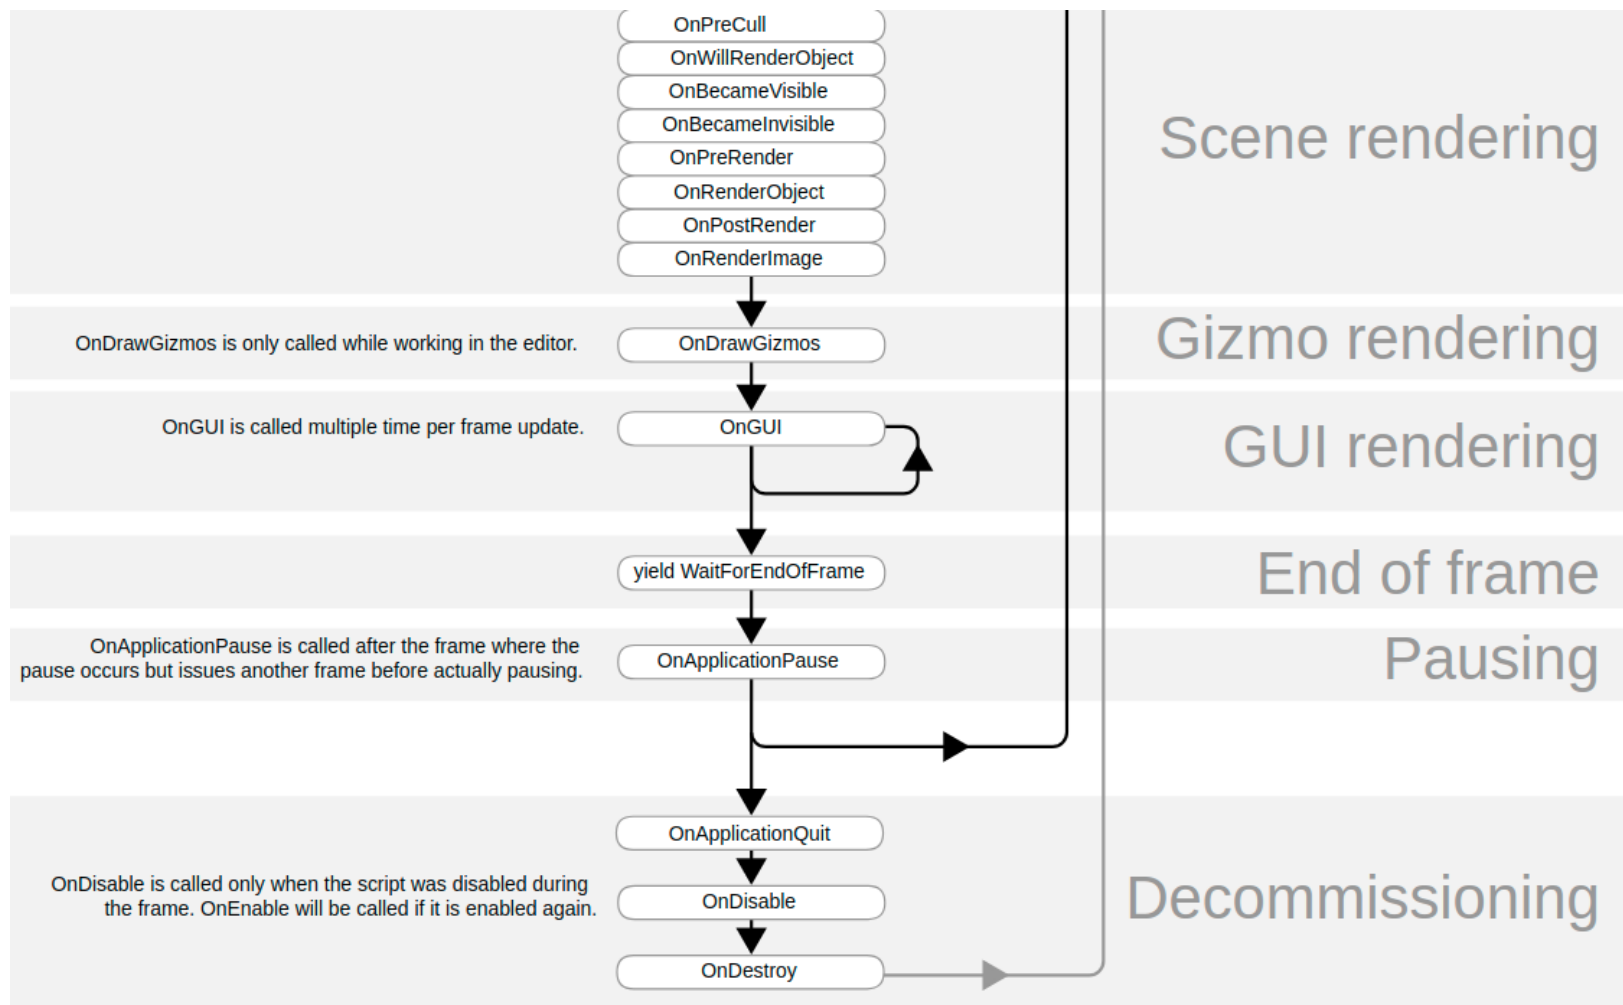 OnPreCull
OnWillRenderObject
OnBecameVisible
OnBecameInvisible
OnPreRender
OnRenderObject
OnPostRender
OnRenderImage
Scene rendering
OnDrawGizmos is only called while working in the editor.
OnDrawGizmos
Gizmo rendering
OnGUI is called multiple time per frame update.
OnGUI
GUI rendering
yield WaitForEndOfFrame
End of frame
OnApplicationPause is called after the frame where the
pause occurs but issues another frame before actually pausing.
OnApplicationPause
Pausing
OnApplicationQuit
OnDisable is called only when the script was disabled during
the frame. OnEnable will be called if it is enabled again.
OnDisable
OnDestroy
Decommissioning